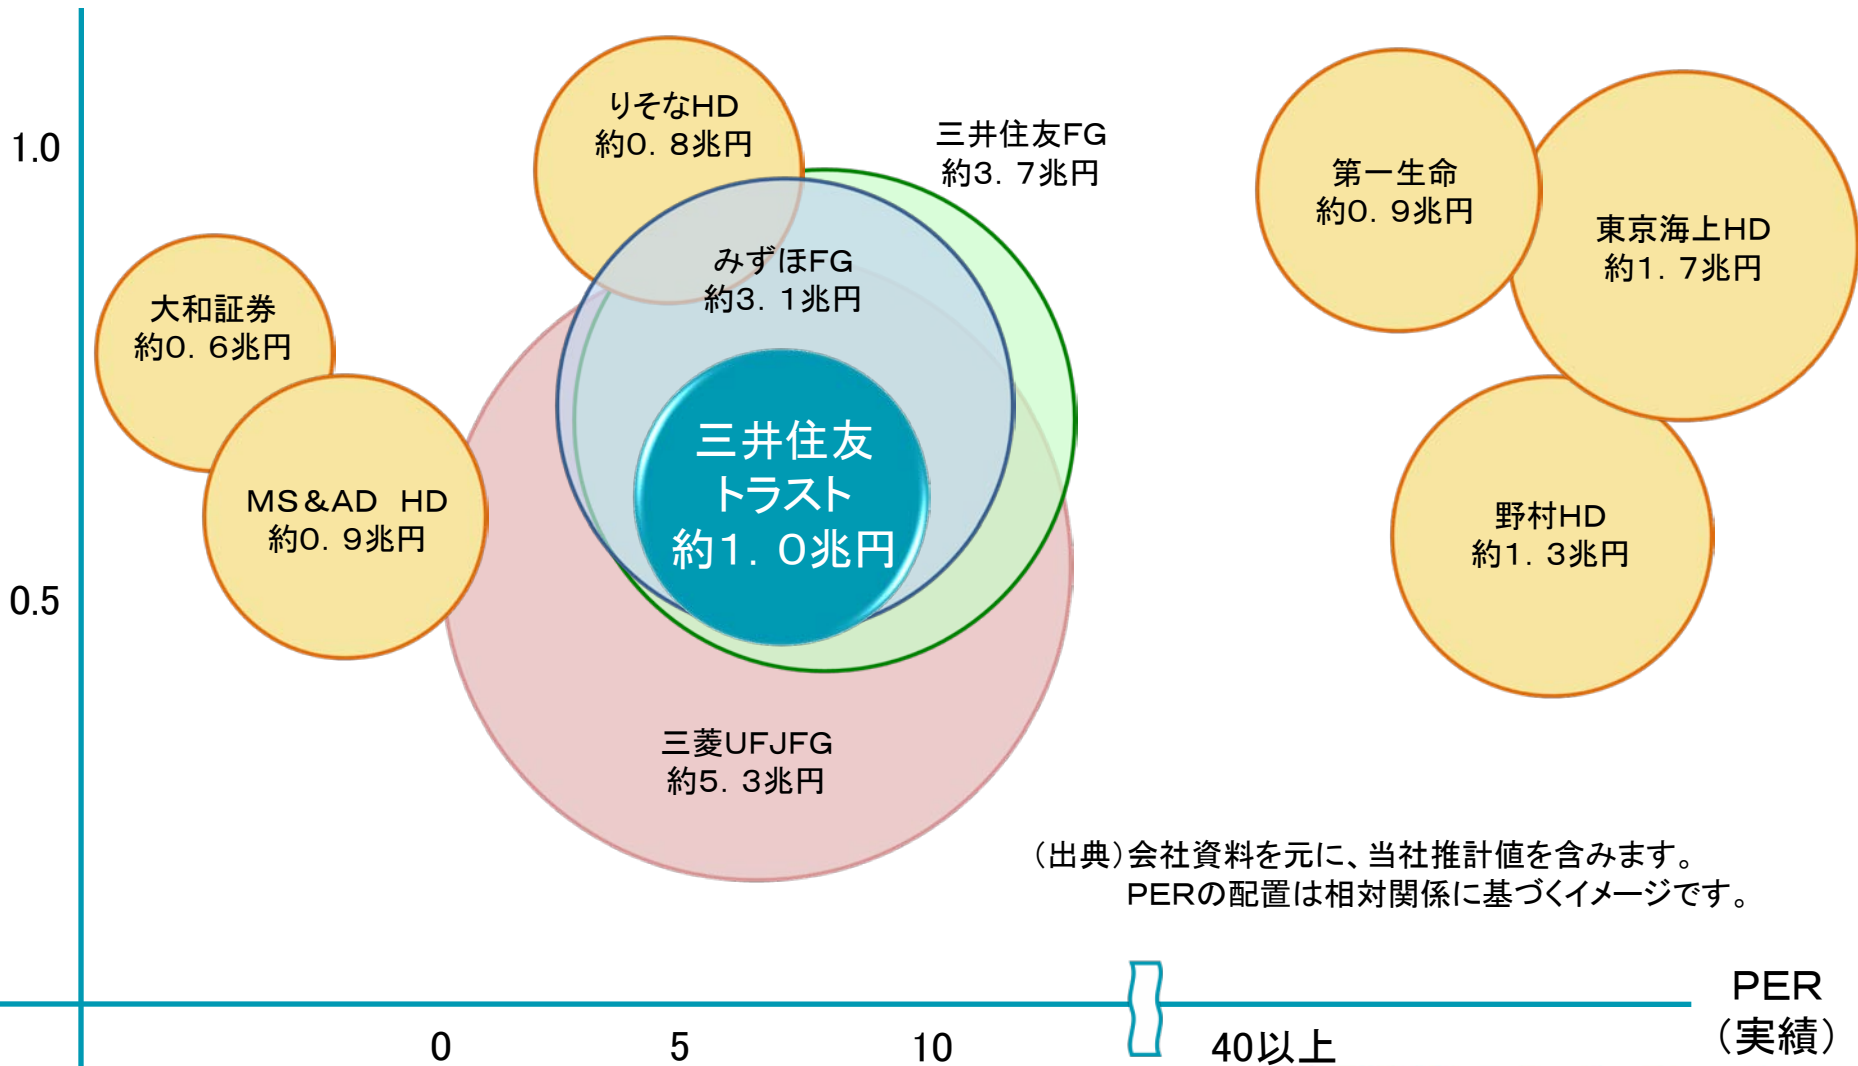 1.0
0.5
りそなHD
約0．8兆円
三井住友FG
約3．7兆円
第一生命
約0．9兆円
東京海上HD
約1．7兆円
みずほFG
約3．1兆円
大和証券
約0．6兆円
三井住友
トラスト
約1．0兆円
MS＆AD　HD
約0．9兆円
野村HD
約1．3兆円
三菱UFJFG
約5．3兆円
（出典）会社資料を元に、当社推計値を含みます。
PERの配置は相対関係に基づくイメージです。
PER
（実績）
0
5
10
40以上